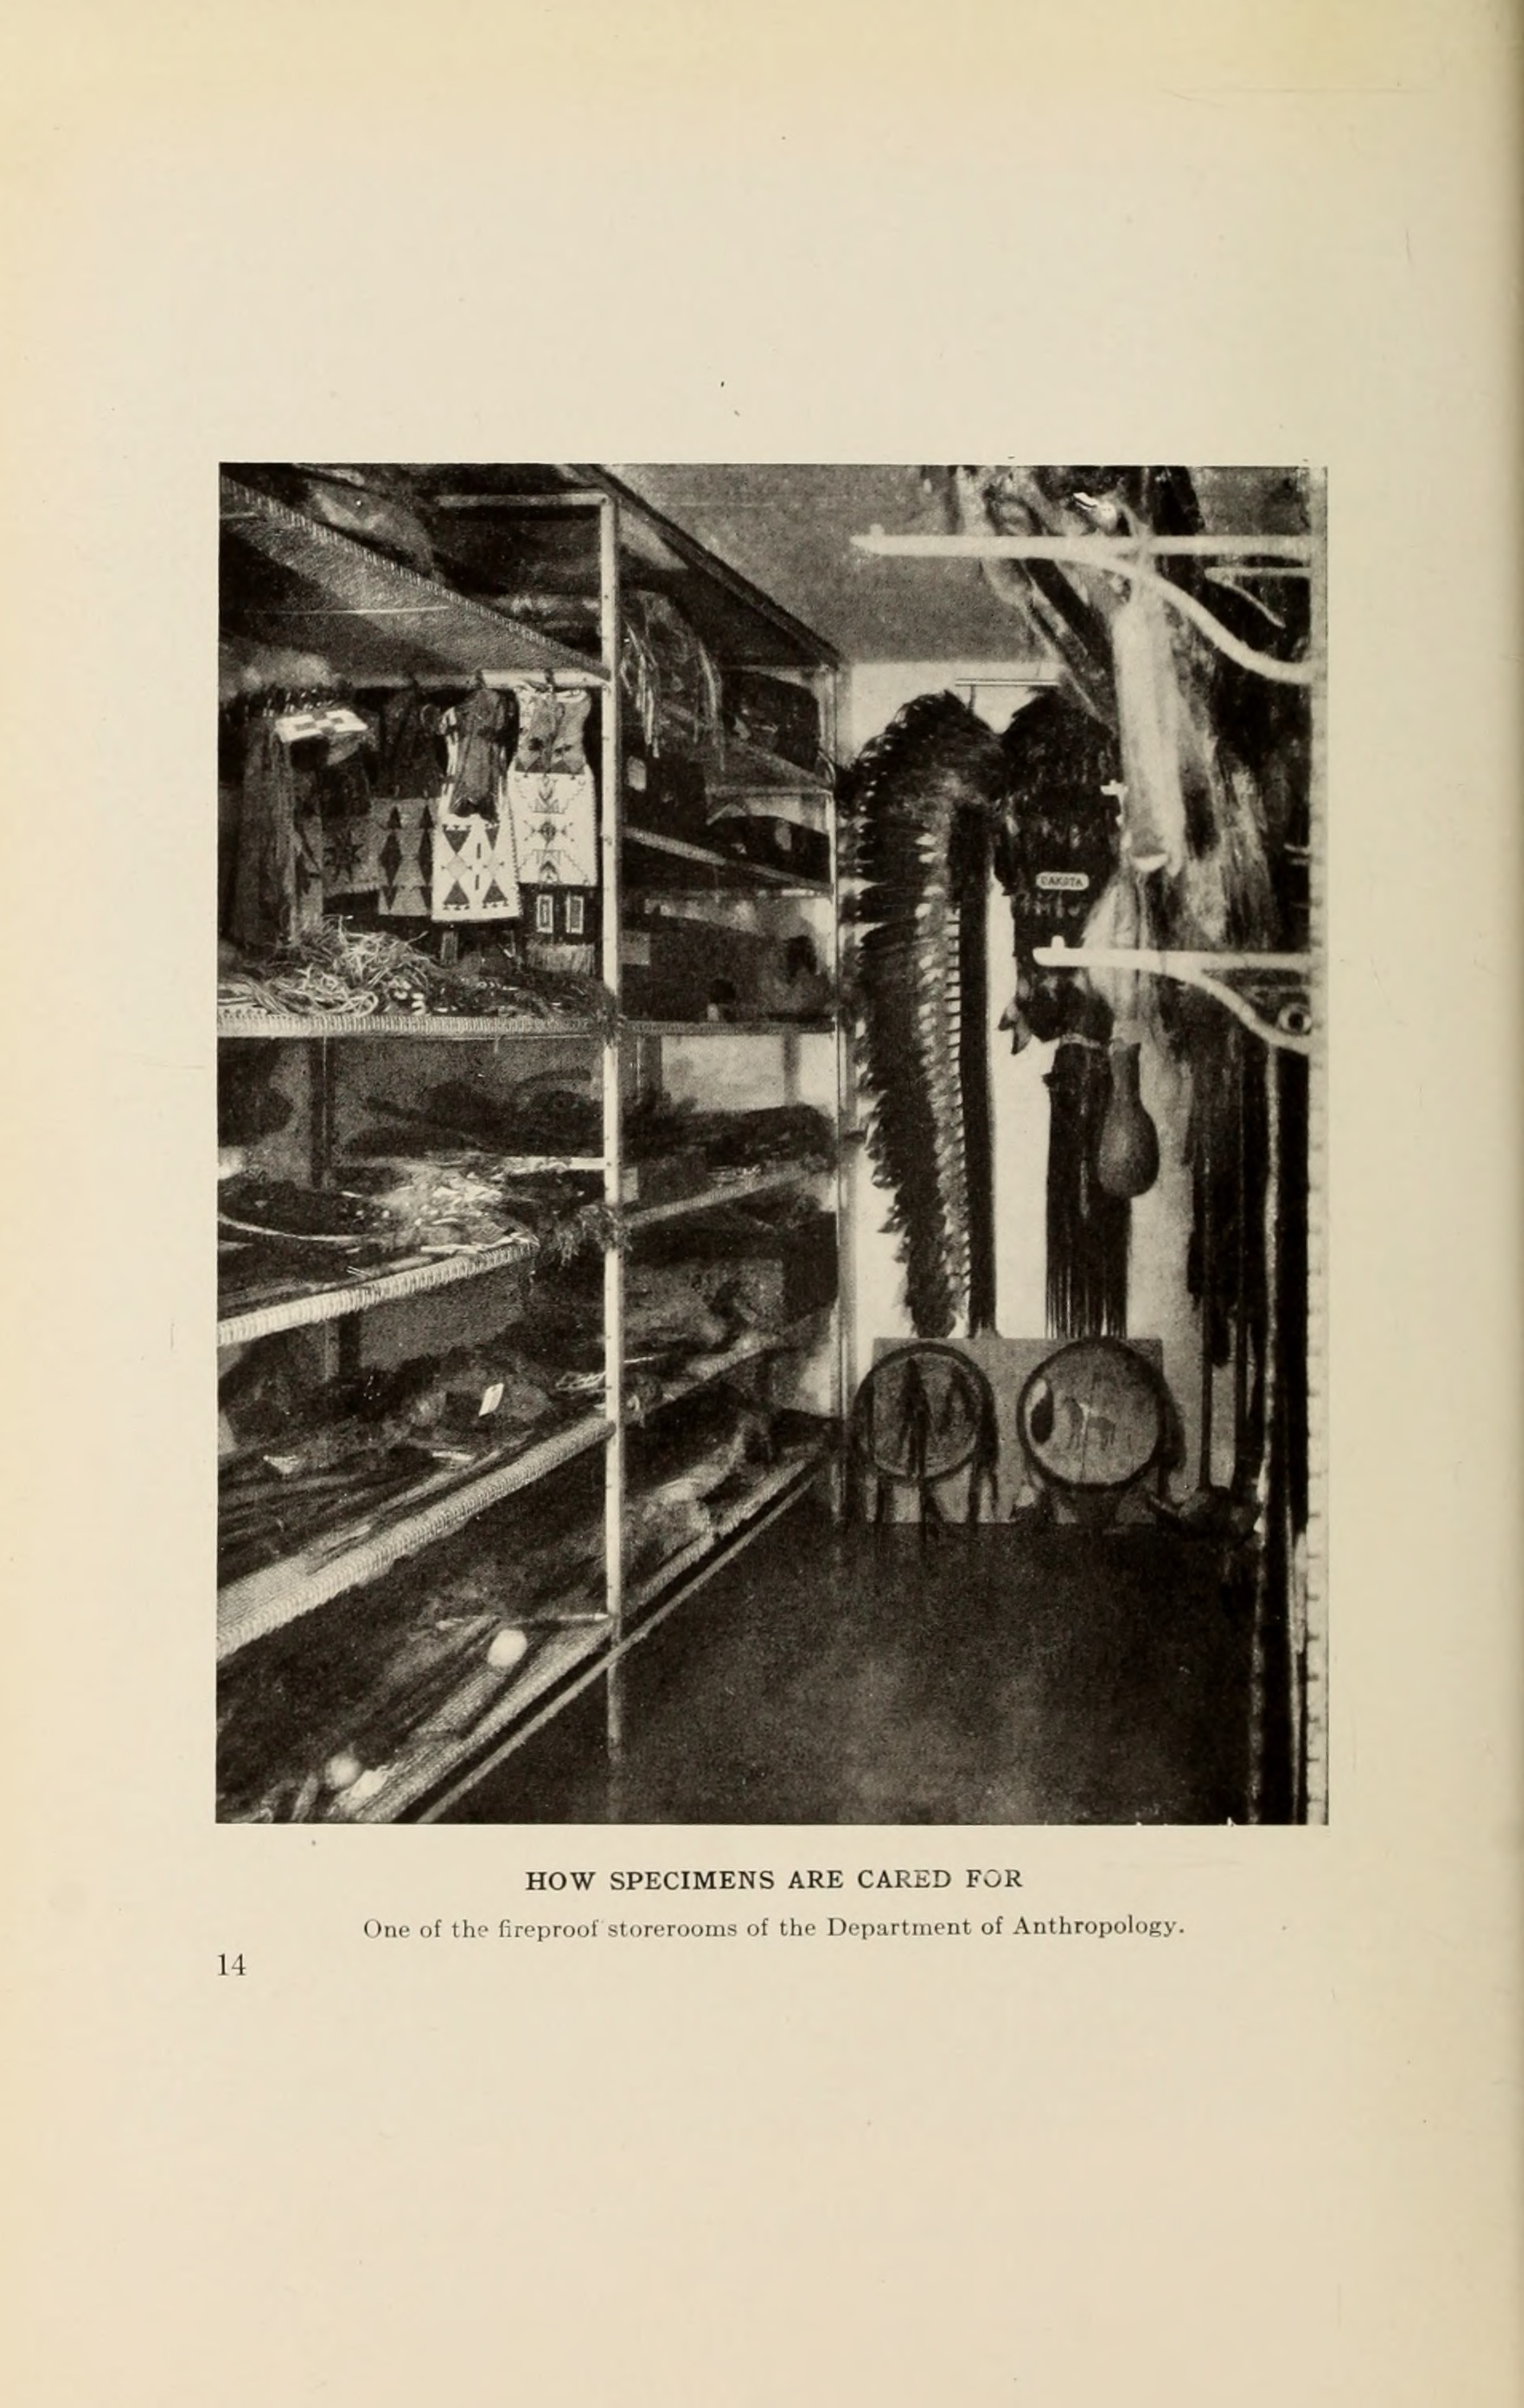 DAKOTA
HOW SPECIMENS ARE CARED FOR
One of the fireproof storerooms of the Department of Anthropology.
14